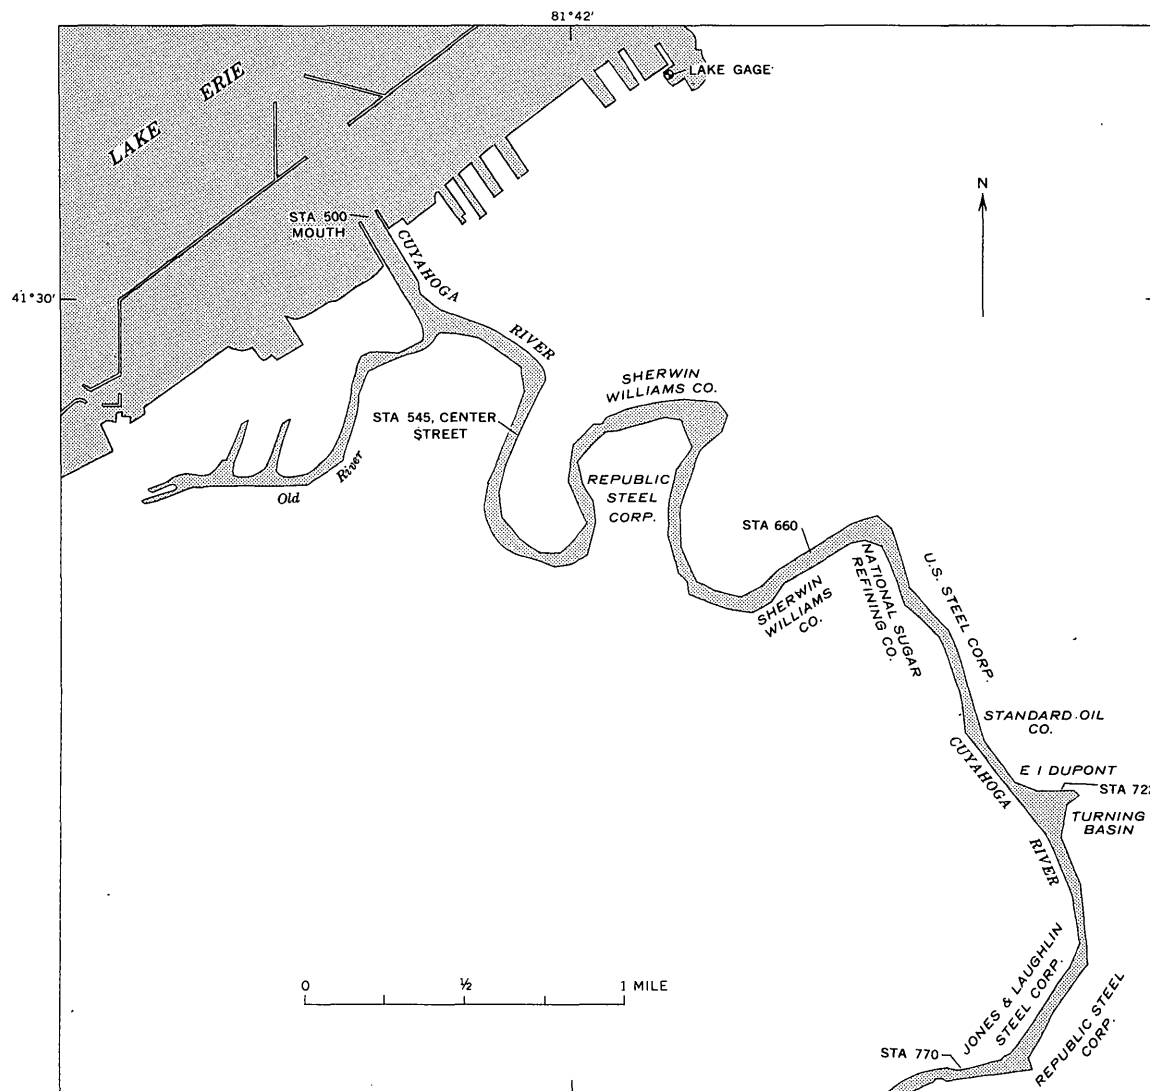 81°42'
LAKE ERIE
LAKE GAGE
N
STA 500
MOUTH
CUYAHOGA
RIVER
41°30'
SHERWIN
WILLIAMS CO.
STA 545, CENTER
STREET
River
Old
REPUBLIC
STEEL
CORP.
STA 660
SHERWIN
WILLIAMS
CO.
NATIONAL SUGAR
REFINING CO.
U.S. STEEL CORP.
STANDARD OIL
CO.
CUYAHOGA
RIVER
E I DUPONT
STA 722
TURNING
BASIN
0 ½ 1 MILE
JONES & LAUGHLIN
STEEL CORP.
REPUBLIC STEEL
CORP.
STA 770